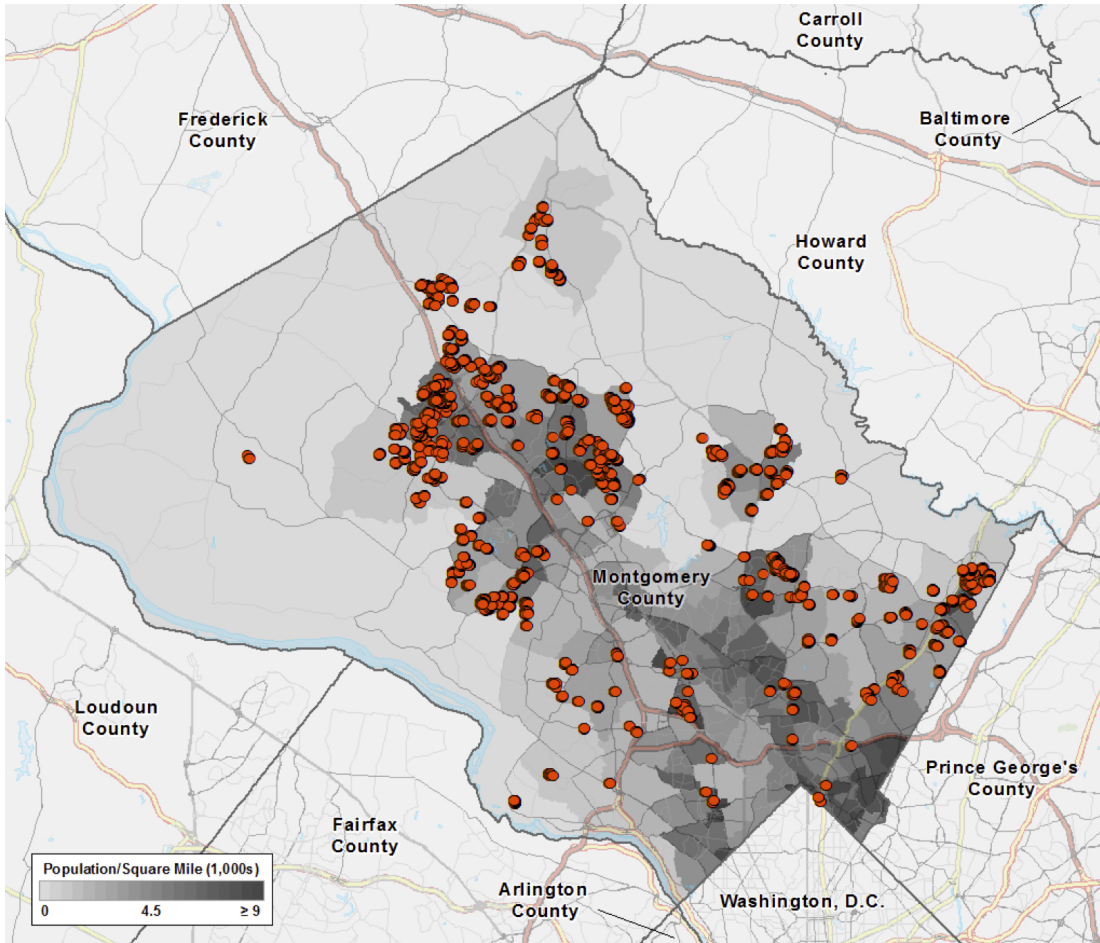 Carroll
County
Frederick
County
Baltimore
County
Howard
County
Montgomery
County
Loudoun
County
Prince George's
County
Fairfax
County
Population/Square Mile (1,000s)
0 4.5 ≥ 9
Arlington
County
Washington, D.C.